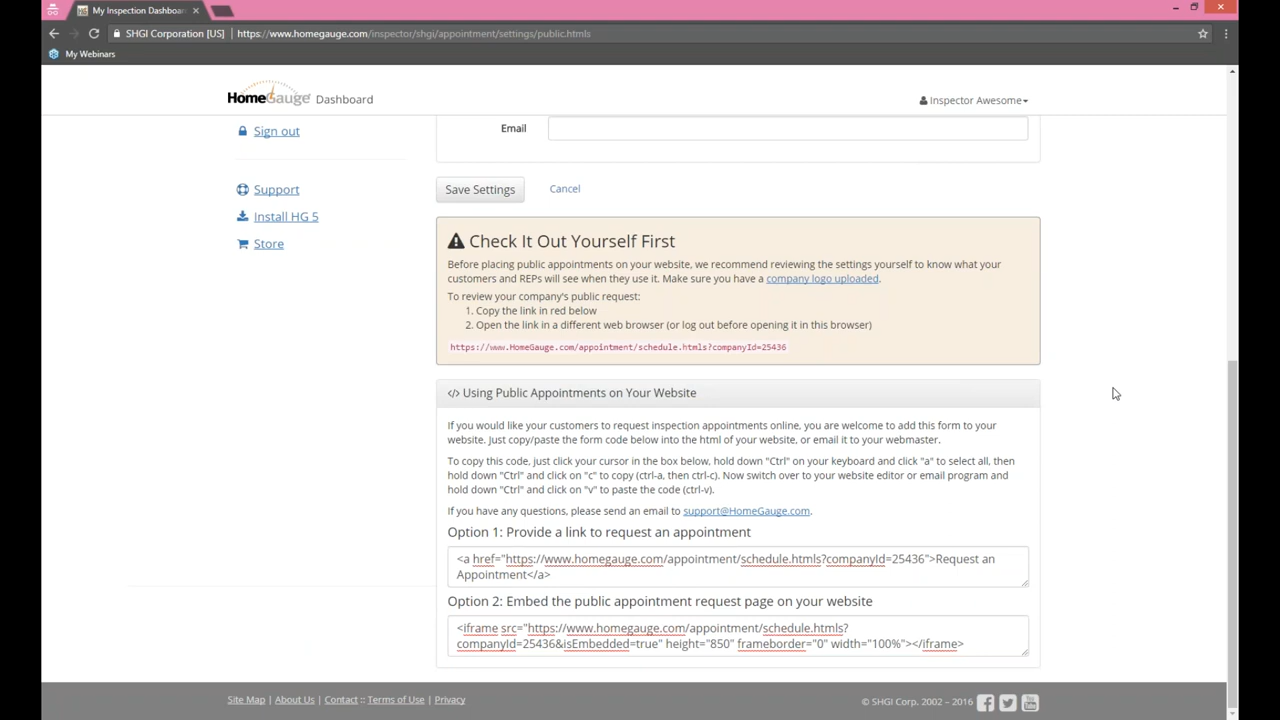 My Inspection Dashboa
SHGI Corporation [US] https://www.homegauge.com/inspector/shgi/appointment/settings/public.htmls
My Webinars
HomeGauge Dashboard
Inspector Awesome
Sign out
Email
Save Settings Cancel
Support
Install HG 5
Store
Check It Out Yourself First
Before placing public appointments on your website, we recommend reviewing the settings yourself to know what your
customers and REPs will see when they use it. Make sure you have a company logo uploaded.
To review your company's public request:
1. Copy the link in red below
2. Open the link in a different web browser (or log out before opening it in this browser)
https://www.HomeGauge.com/appointment/schedule.htmls?companyId=25436
</> Using Public Appointments on Your Website
If you would like your customers to request inspection appointments online, you are welcome to add this form to your
website. Just copy/paste the form code below into the html of your website, or email it to your webmaster.
To copy this code, just click your cursor in the box below, hold down "Ctrl" on your keyboard and click "a" to select all, then
hold down "Ctrl" and click on "c" to copy (ctrl-a, then ctrl-c). Now switch over to your website editor or email program and
hold down "Ctrl" and click on "v" to paste the code (ctrl-v).
If you have any questions, please send an email to support@HomeGauge.com.
Option 1: Provide a link to request an appointment
<a href="https://www.homegauge.com/appointment/schedule.htmls?companyId=25436">Request an
Appointment</a>
Option 2: Embed the public appointment request page on your website
<iframe src="https://www.homegauge.com/appointment/schedule.htmls?
companyId=25436&isEmbedded=true" height="850" frameborder="0" width="100%"></iframe>
Site Map | About Us | Contact :: Terms of Use | Privacy
© SHGI Corp. 2002 – 2016
You Tube